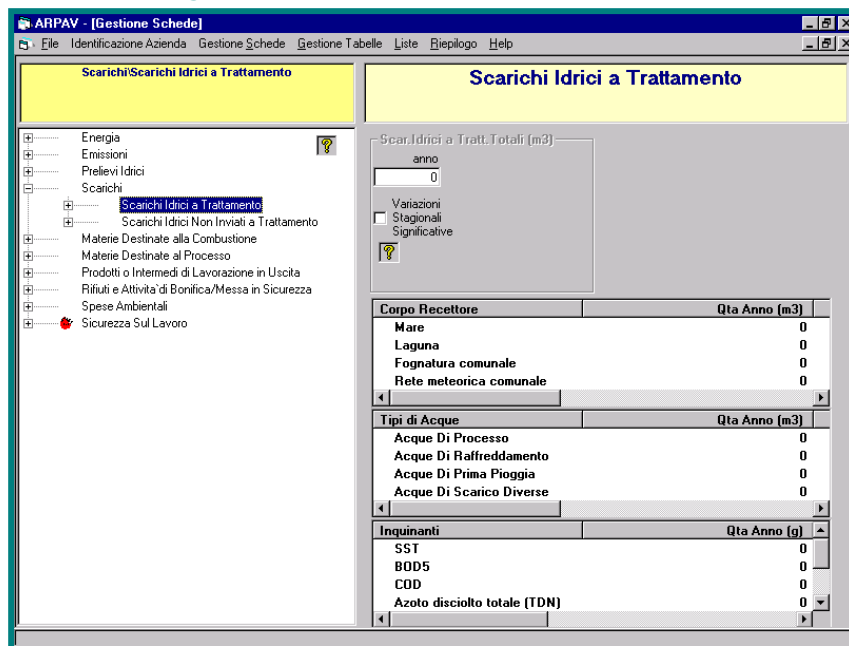 ARPAV - [Gestione Schede]
File Identificazione Azienda Gestione Schede Gestione Tabelle Liste Riepilogo Help
Scarichi\Scarichi Idrici a Trattamento
Scarichi Idrici a Trattamento
Energia
Emissioni
Prelievi Idrici
Scarichi
Scarichi Idrici a Trattamento
Scarichi Idrici Non Inviati a Trattamento
Materie Destinate alla Combustione
Materie Destinate al Processo
Prodotti o Intermedi di Lavorazione in Uscita
Rifiuti e Attivita`di Bonifica/Messa in Sicurezza
Spese Ambientali
Sicurezza Sul Lavoro
Scar.Idrici a Tratt.Totali (m3)
anno
0
Variazioni
Stagionali
Significative
Corpo Recettore Qta Anno (m3)
Mare 0
Laguna 0
Fognatura comunale 0
Rete meteorica comunale 0
Tipi di Acque Qta Anno (m3)
Acque Di Processo 0
Acque Di Raffreddamento 0
Acque Di Prima Pioggia 0
Acque Di Scarico Diverse 0
Inquinanti Qta Anno (g)
SST 0
BOD5 0
COD 0
Azoto disciolto totale (TDN) 0